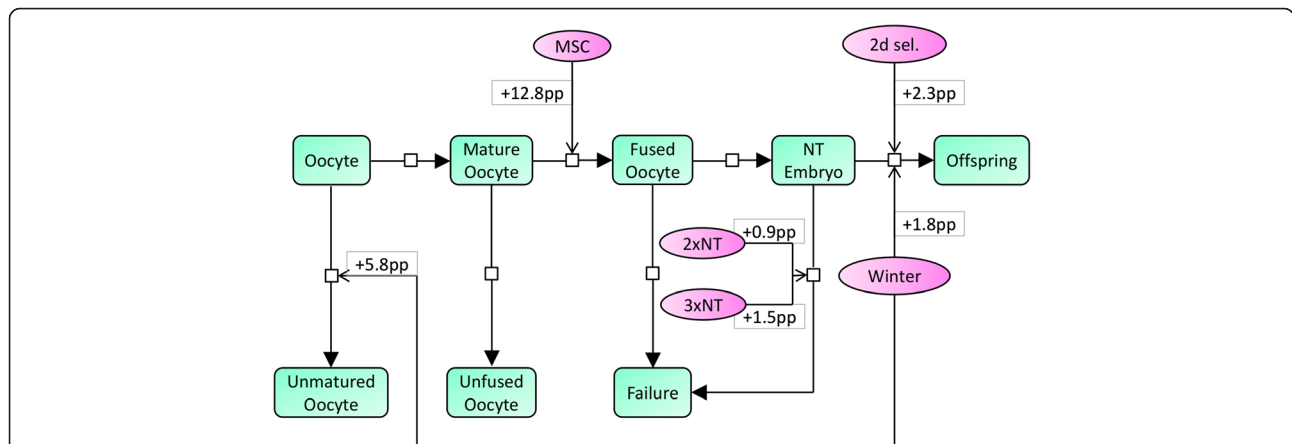 MSC
2d sel.
+12.8pp
+2.3pp
Oocyte
Mature
Oocyte
Fused
Oocyte
NT
Embryo
Offspring
+5.8pp
2xNT
+0.9pp
3xNT
+1.5pp
+1.8pp
Winter
Unmatured
Oocyte
Unfused
Oocyte
Failure